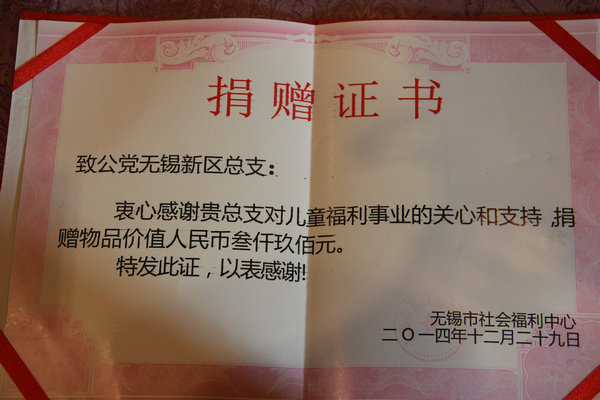 捐赠证书
致公党无锡新区总支：
衷心感谢贵总支对儿童福利事业的关心和支持，捐
赠物品价值人民币叁仟玖佰元。
特发此证，以表感谢!
无锡市社会福利中心
二〇一四年十二月二十九日